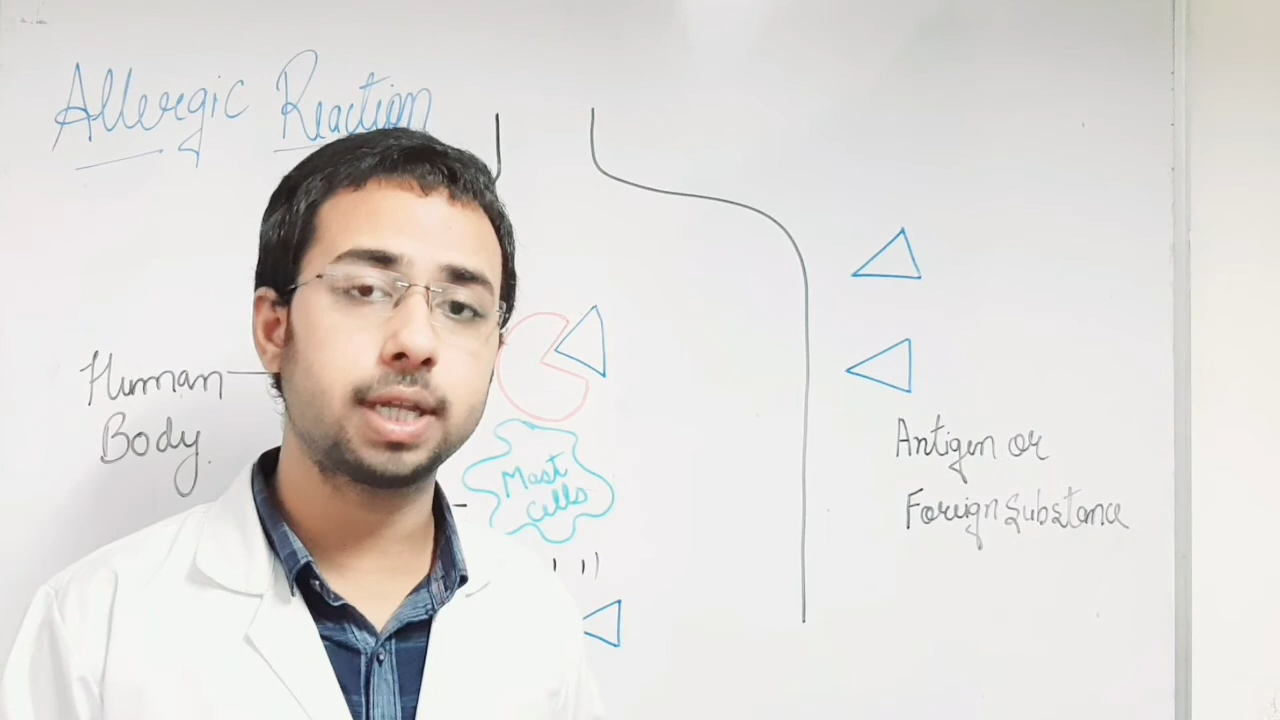 Allergic Reaction
Human
Body
Mast
cells
Antigen or
Foreign Substance